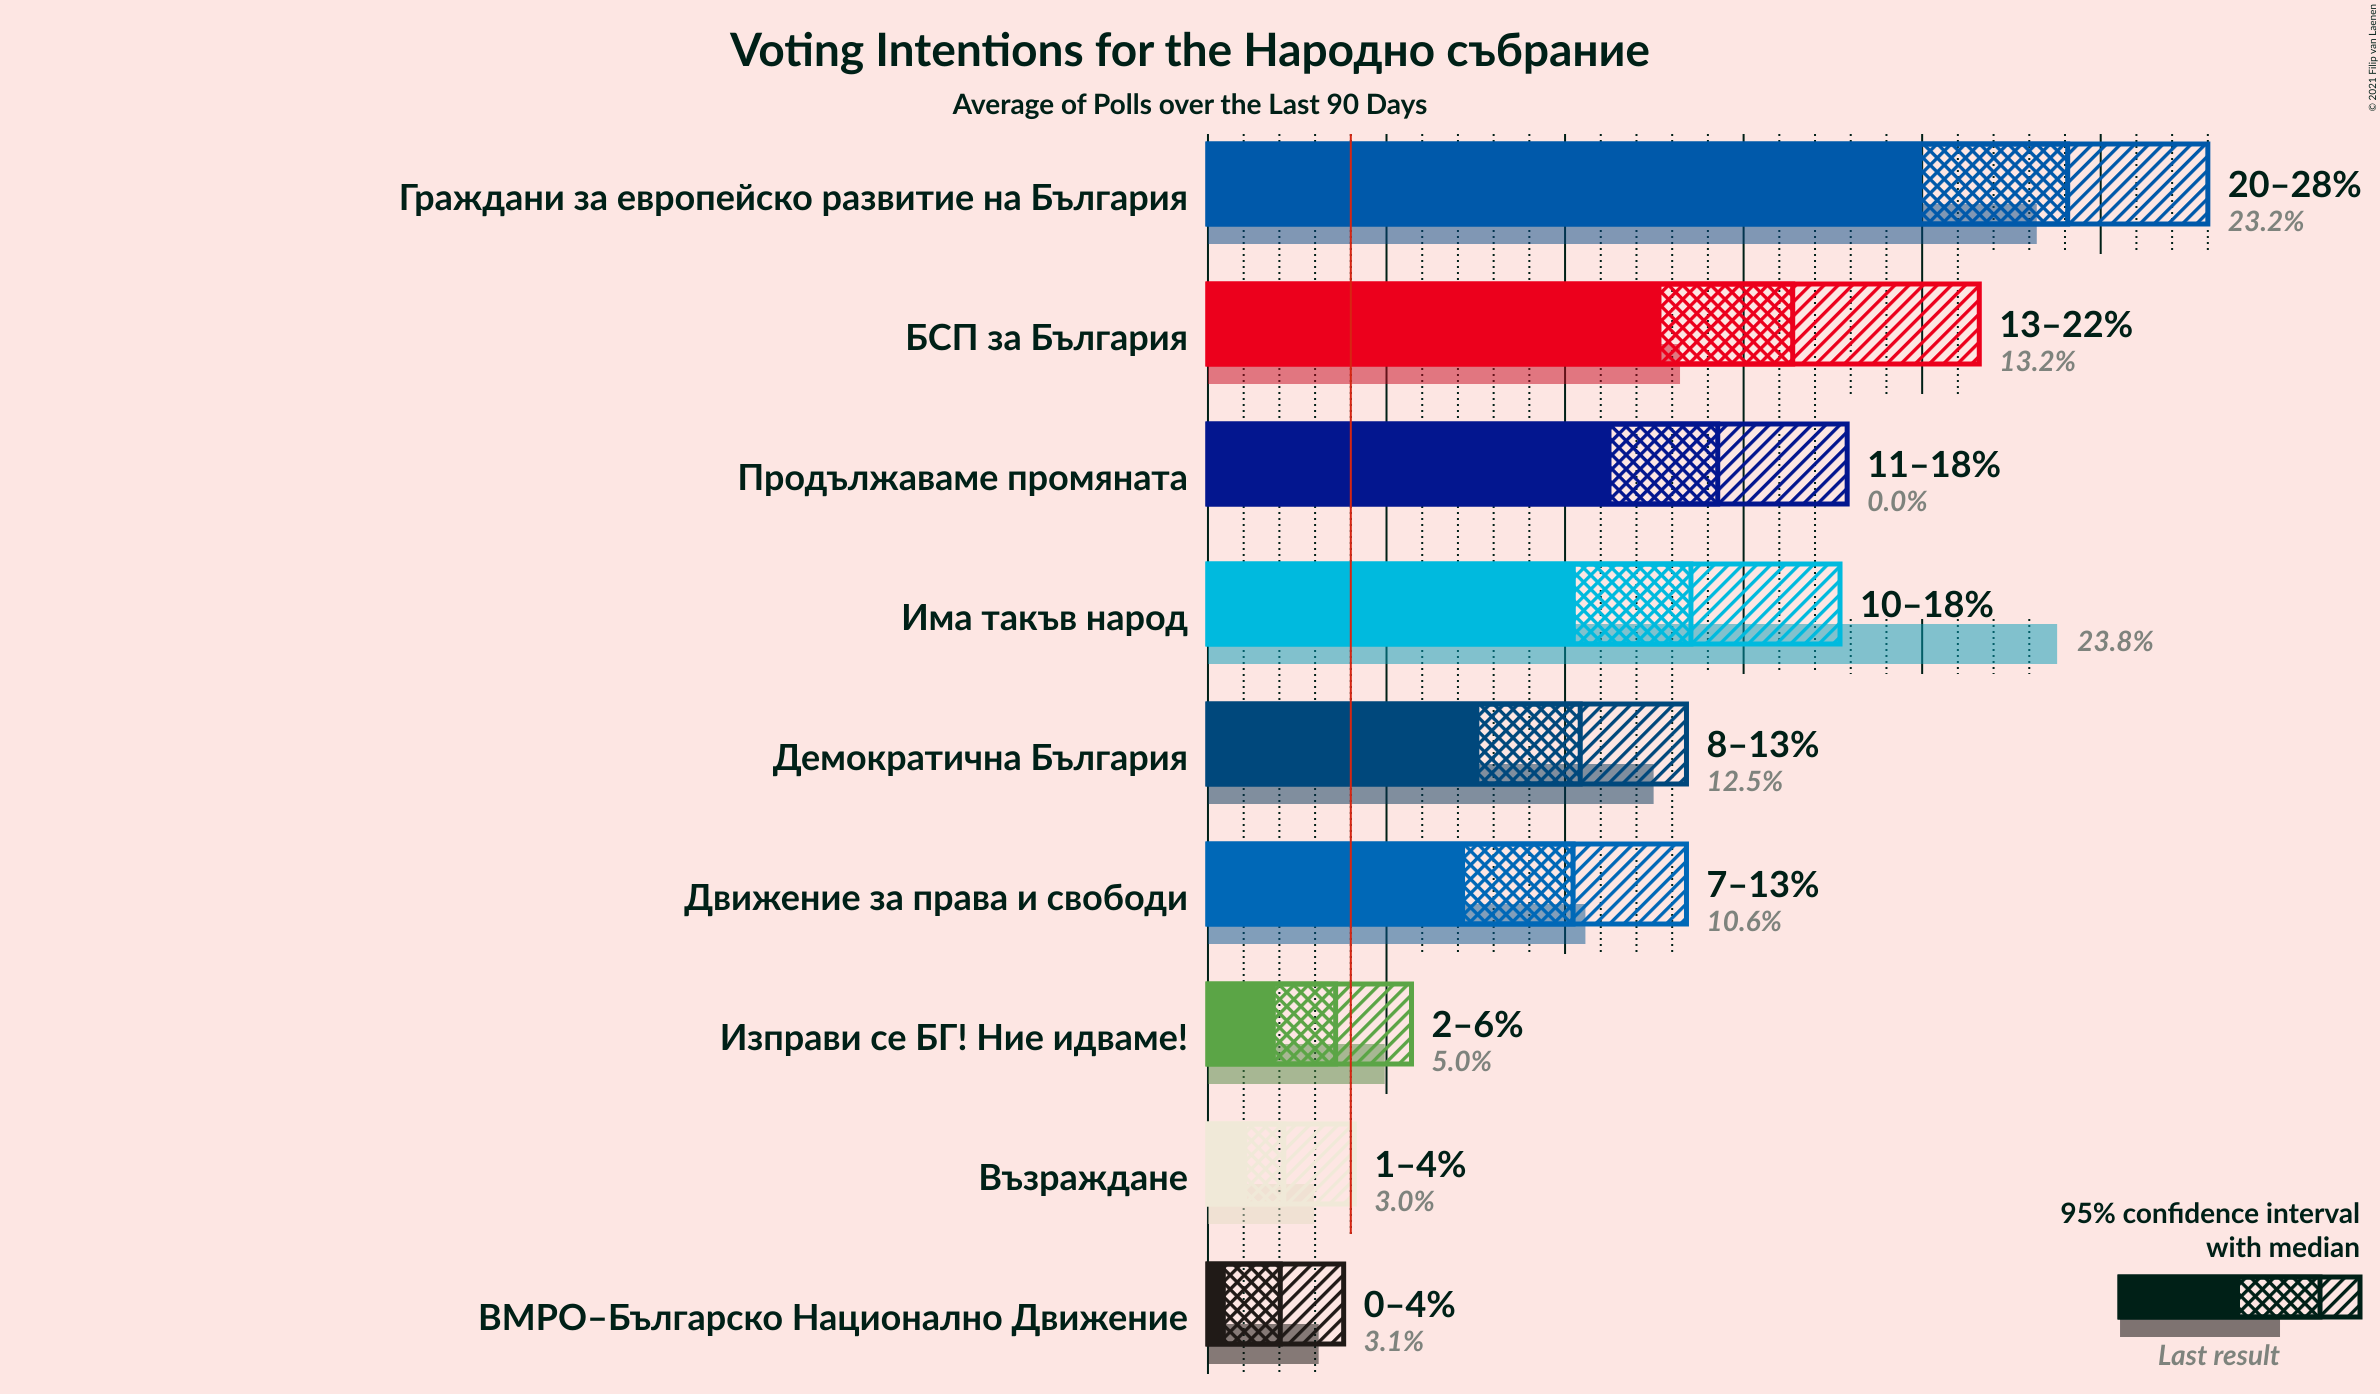 Voting Intentions for the Народно събрание
Average of Polls over the Last 90 Days
© 2021 Filip van Laenen
Граждани за европейско развитие на България
20–28%
23.2%
БСП за България
13–22%
13.2%
Продължаваме промяната
11–18%
0.0%
Има такъв народ
10–18%
23.8%
Демократична България
8–13%
12.5%
Движение за права и свободи
7–13%
10.6%
Изправи се БГ! Ние идваме!
2–6%
5.0%
Възраждане
1–4%
3.0%
ВМРО–Българско Национално Движение
0–4%
3.1%
95% confidence interval
with median
Last result